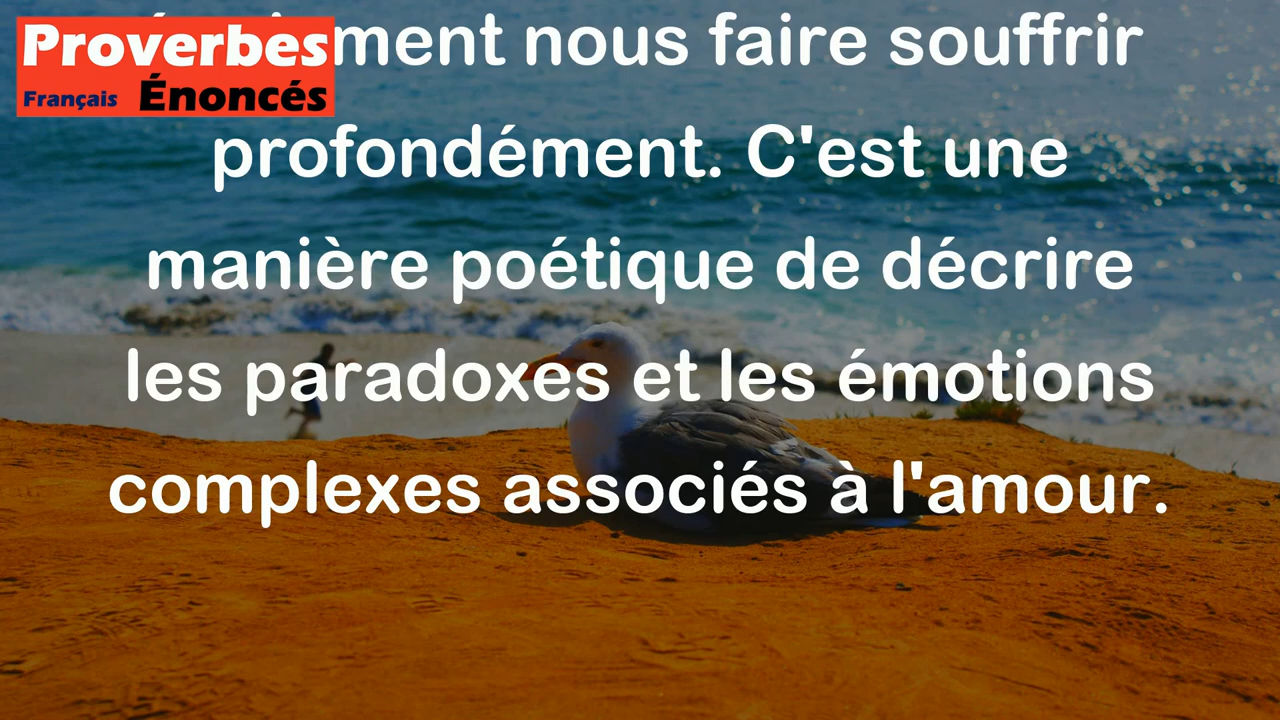 Proverbes
Français Énoncés
nous faire souffrir
profondément. C'est une
manière poétique de décrire
les paradoxes et les émotions
complexes associés à l'amour.